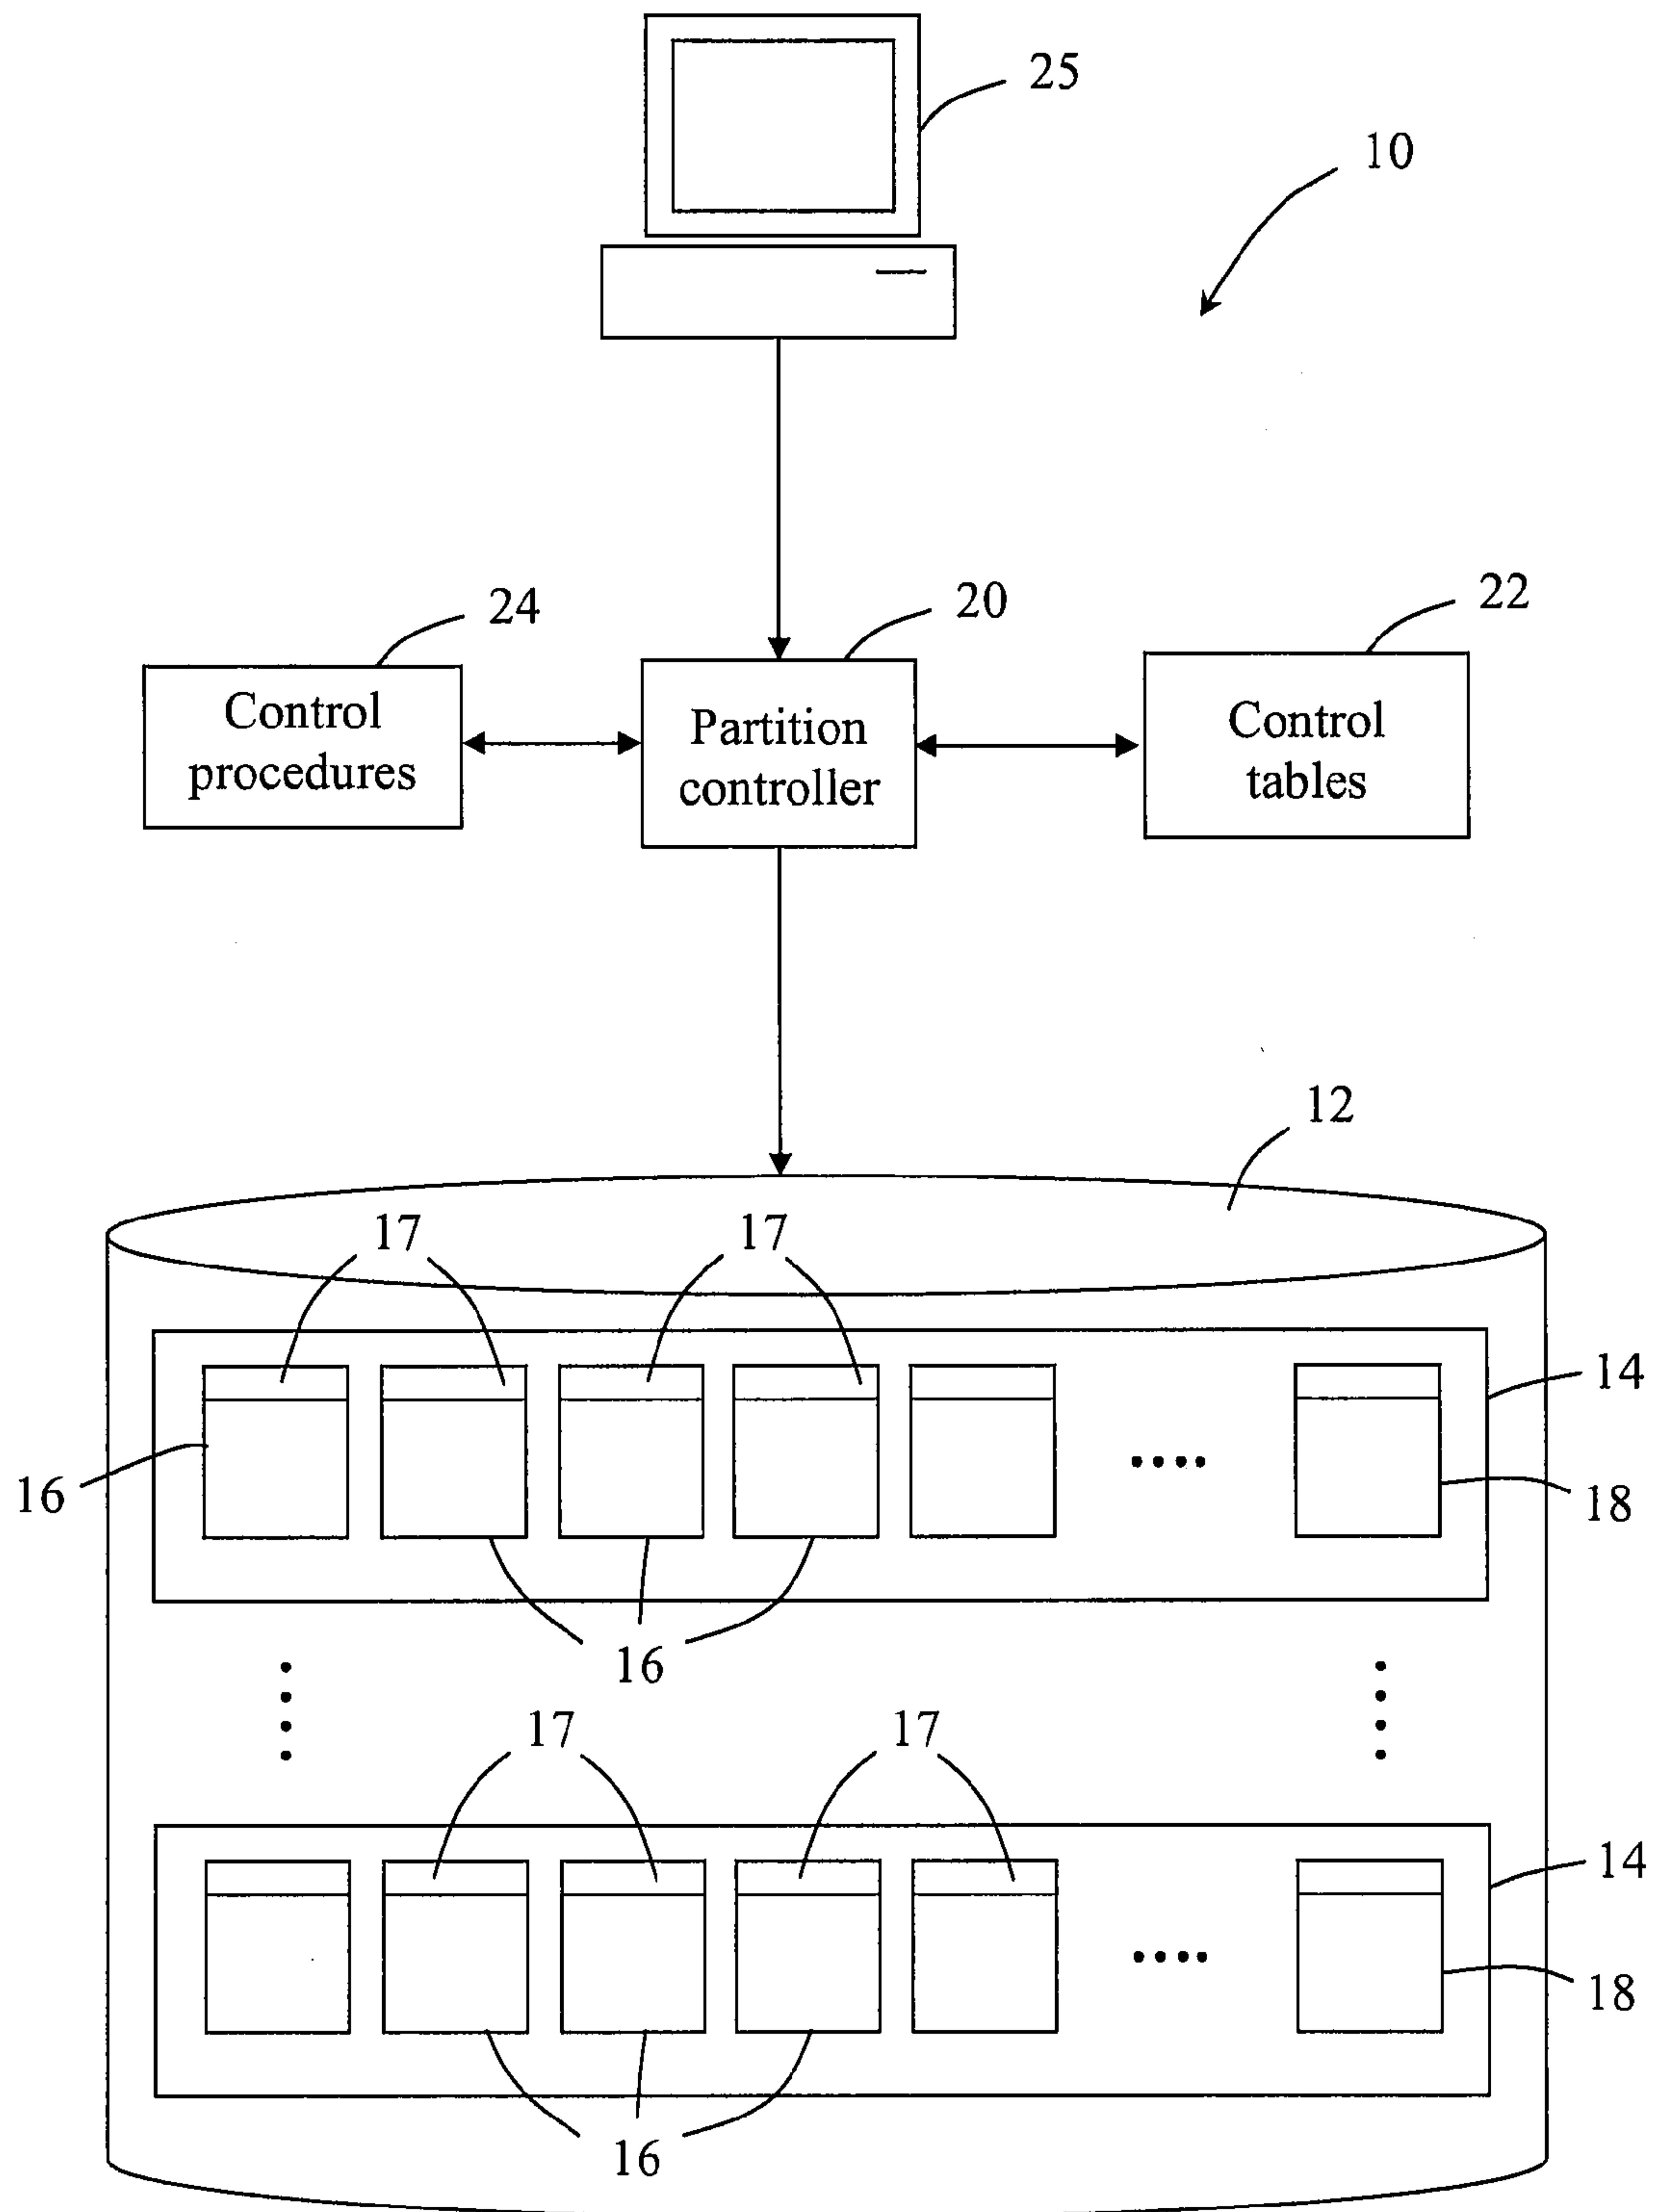 25
10
24
20
22
Control
procedures
Partition
controller
Control
tables
12
17
17
14
16
18
16
17
17
14
18
16